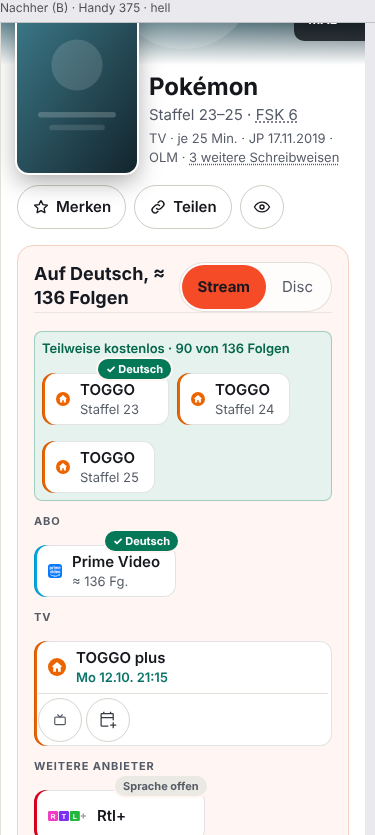 Nachher (B) · Handy 375 · hell
Pokémon
Staffel 23–25 · FSK 6
TV · je 25 Min. · JP 17.11.2019 ·
OLM · 3 weitere Schreibweisen
Merken
Teilen
Auf Deutsch, ≈
136 Folgen
Stream
Disc
Teilweise kostenlos · 90 von 136 Folgen
✓ Deutsch
TOGGO
Staffel 23
TOGGO
Staffel 24
TOGGO
Staffel 25
ABO
✓ Deutsch
prime video
Prime Video
≈ 136 Fg.
TV
TOGGO plus
Mo 12.10. 21:15
WEITERE ANBIETER
Sprache offen
RTL+
Rtl+